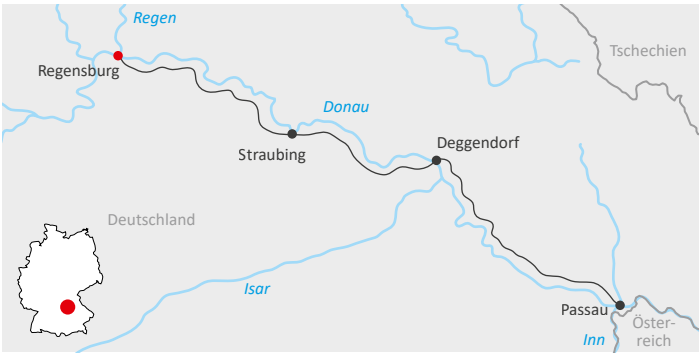 Regen
Tschechien
Regensburg
Donau
Deggendorf
Straubing
Deutschland
Isar
Passau
Öster-
reich
Inn